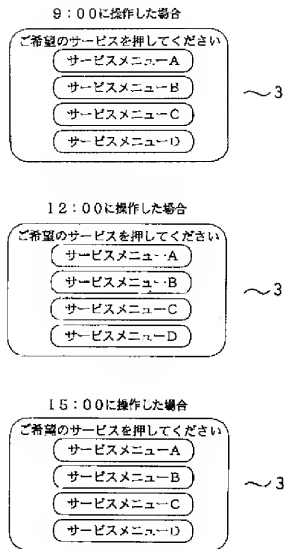 9:00に操作した場合
ご希望のサービスを押してください
サービスメニューA
サービスメニューB
サービスメニューC
サービスメニューD
〜3
12:00に操作した場合
ご希望のサービスを押してください
サービスメニューA
サービスメニューB
サービスメニューC
サービスメニューD
〜3
15:00に操作した場合
ご希望のサービスを押してください
サービスメニューA
サービスメニューB
サービスメニューC
サービスメニューD
〜3